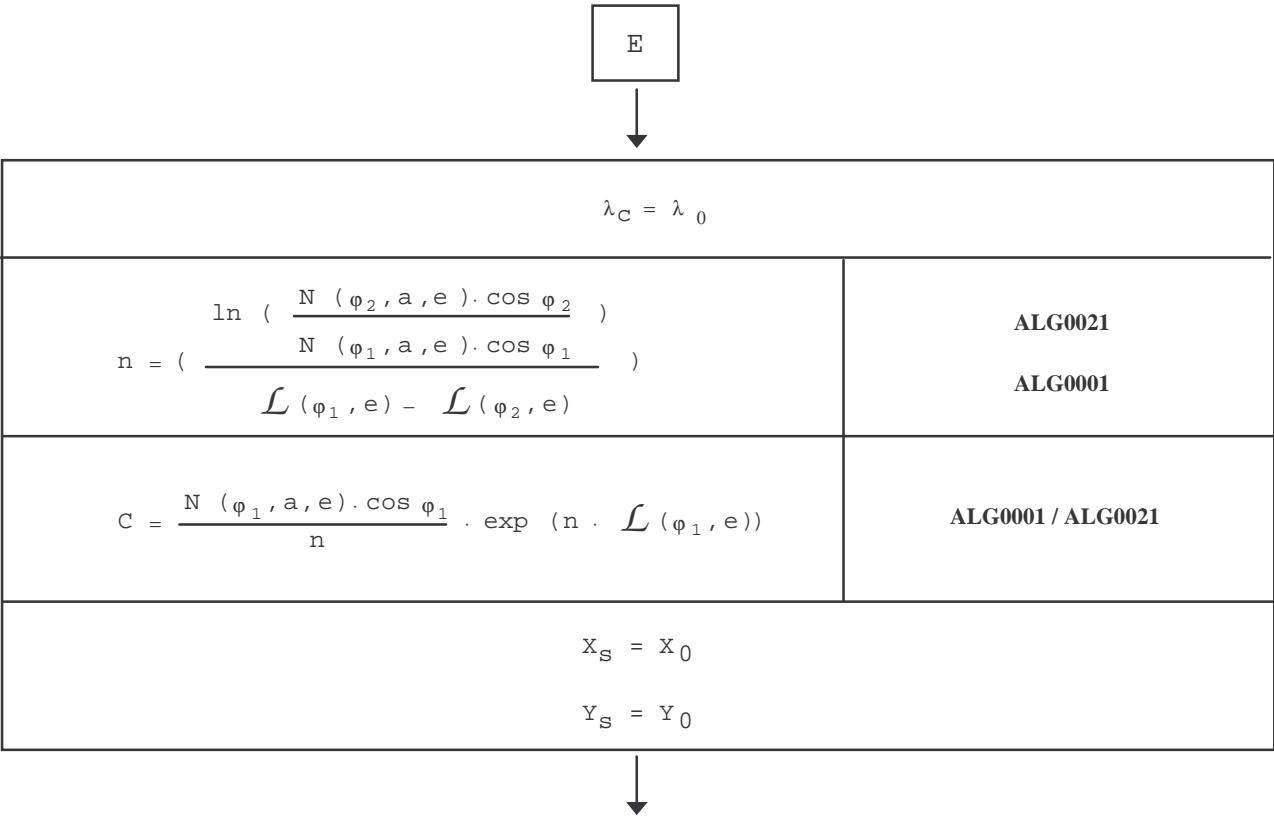 E
λC = λ 0
ln ( N (φ2,a,e).cos φ2 )
n = ( N (φ1,a,e).cos φ1 )
ℒ(φ1,e) – ℒ(φ2,e)
ALG0021
ALG0001
C = N (φ1,a,e).cos φ1 / n . exp (n . ℒ(φ1,e))
ALG0001 / ALG0021
Xs = X0
Ys = Y0